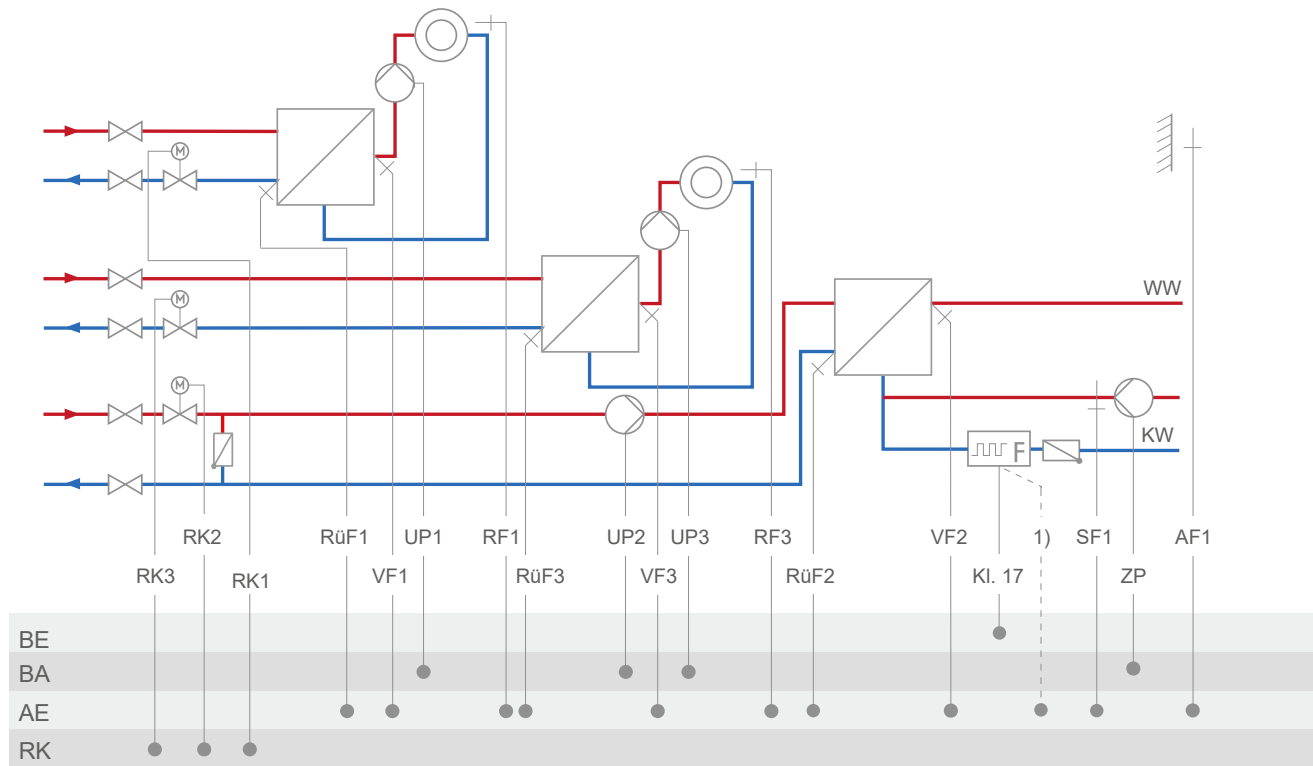 M
M
WW
M
KW
F
RK2 RüF1 UP1 RF1 UP2 UP3 RF3 VF2 1) SF1 AF1
RK3 RK1 VF1 RüF3 VF3 RüF2 Kl. 17 ZP
BE
BA
AE
RK